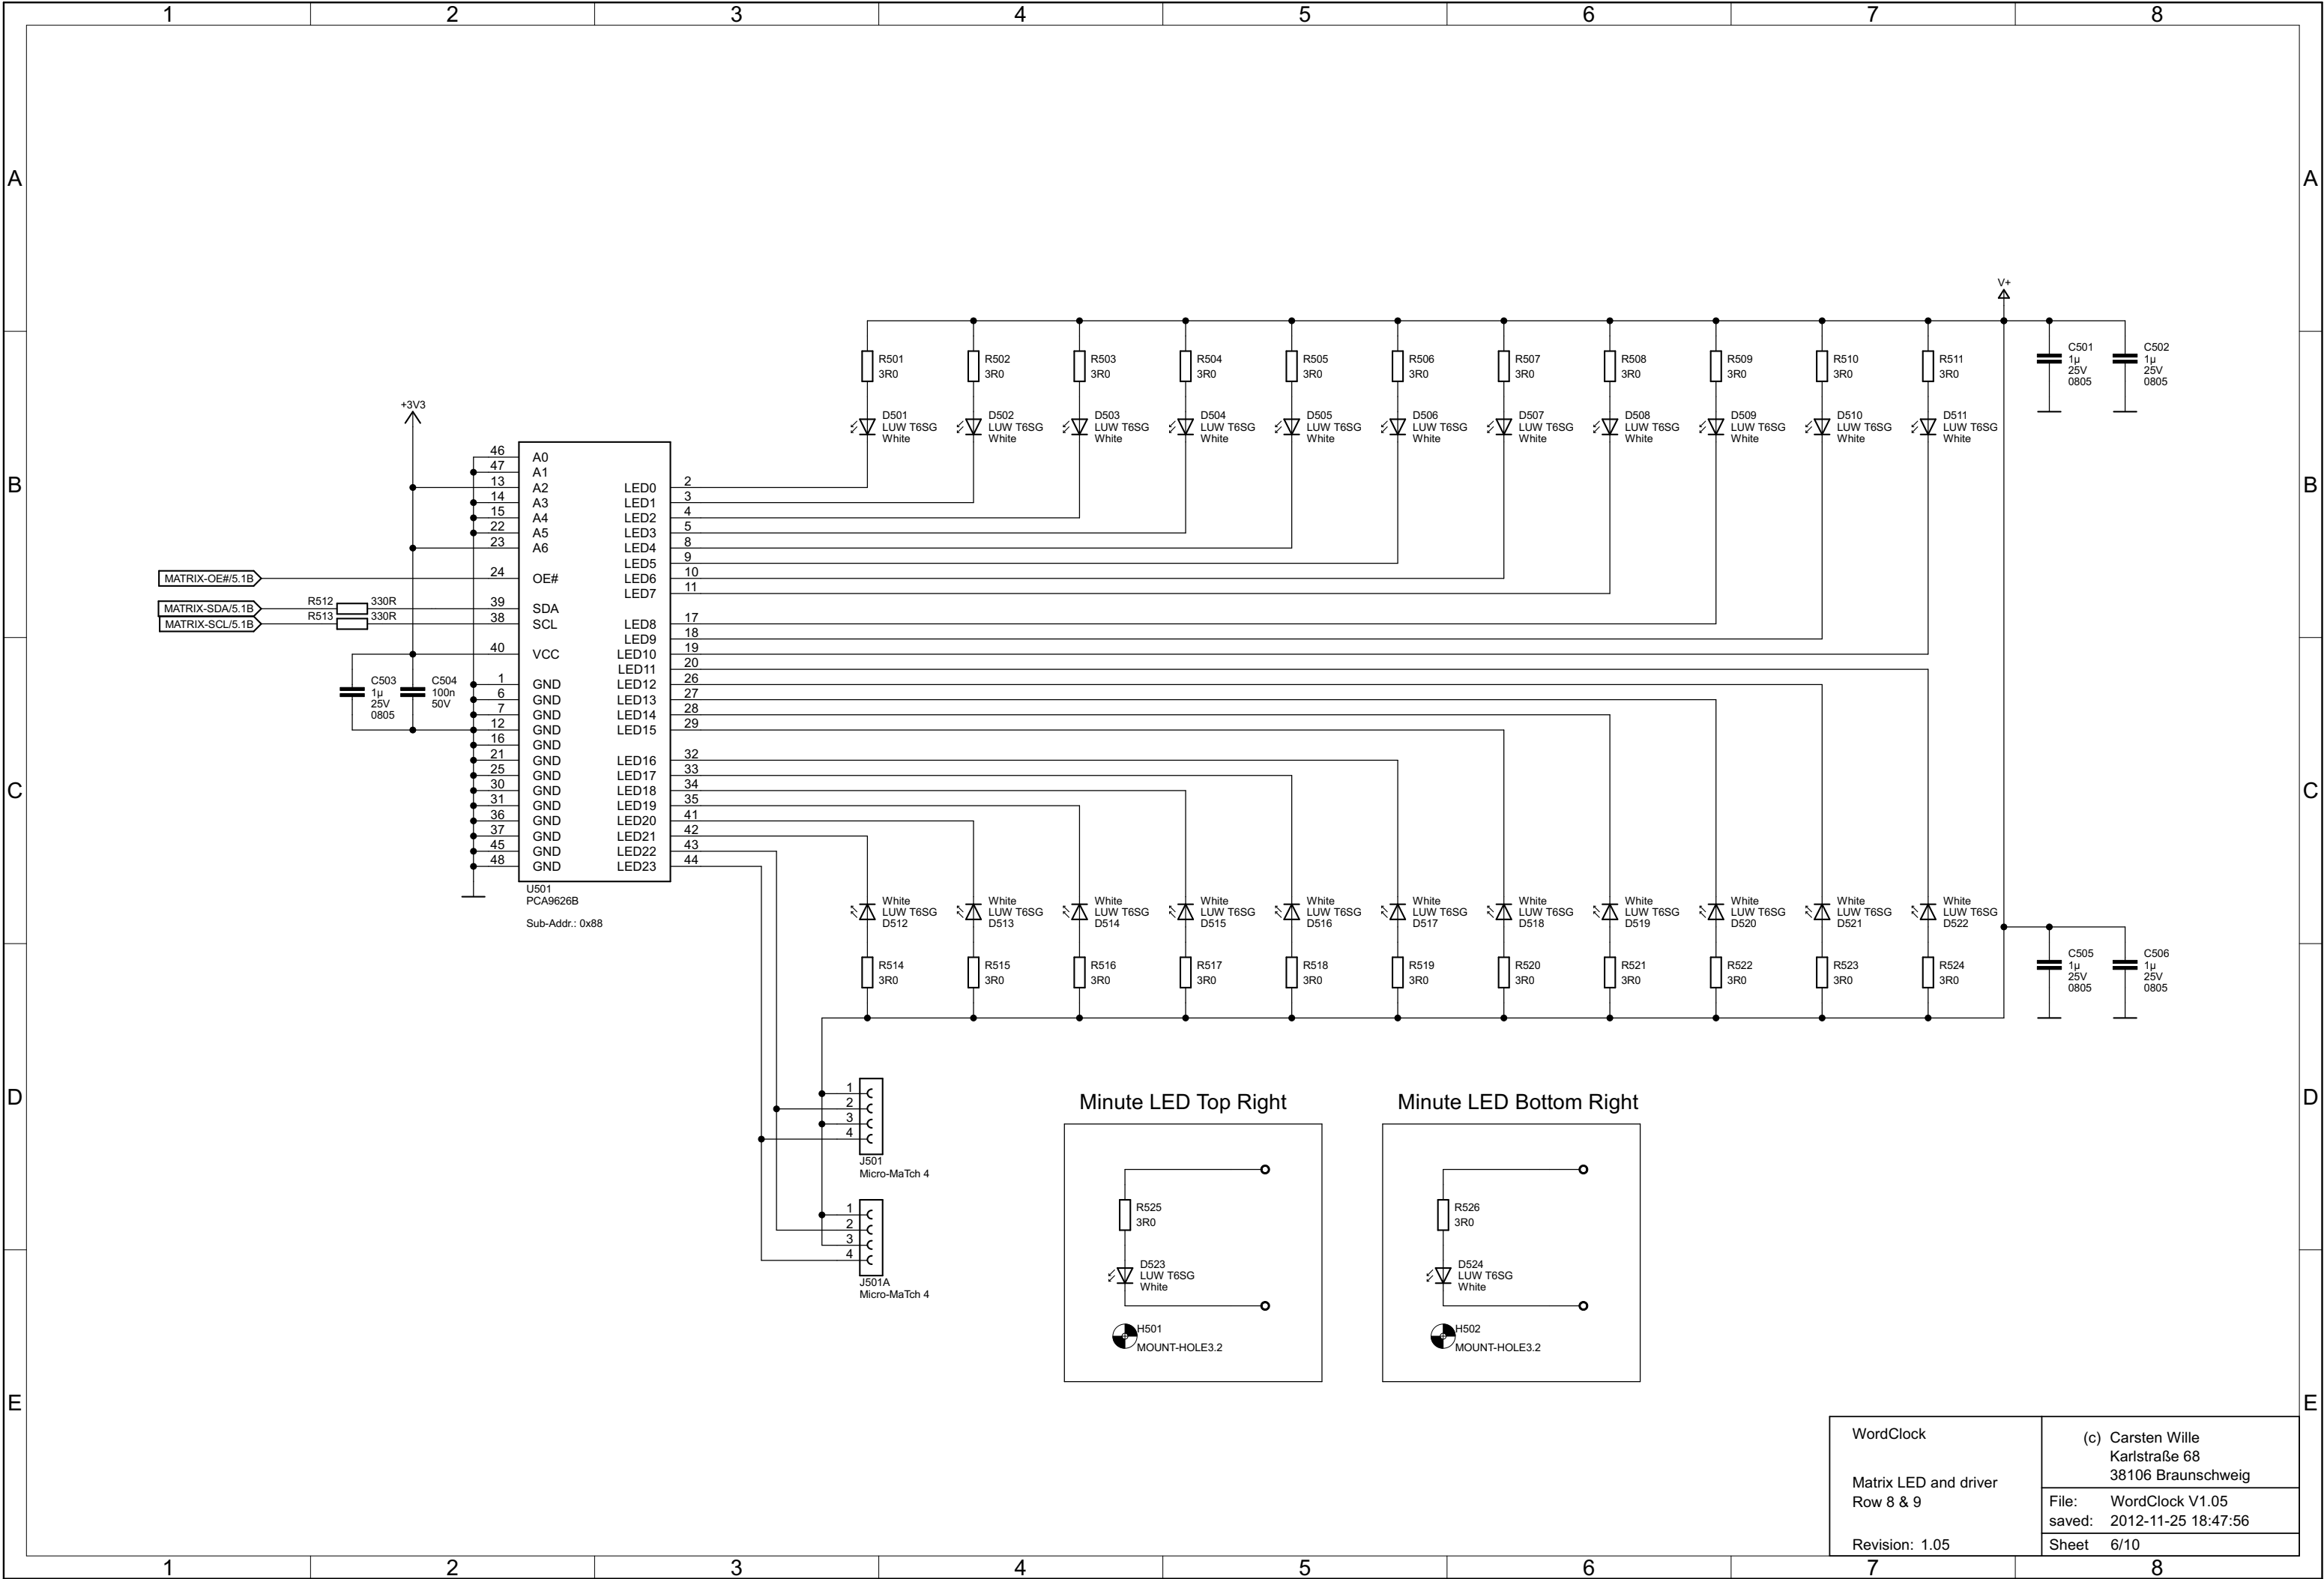 1 2 3 4 5 6 7 8
A A
V+
R501 R502 R503 R504 R505 R506 R507 R508 R509 R510 R511
3R0 3R0 3R0 3R0 3R0 3R0 3R0 3R0 3R0 3R0 3R0
C501 C502
1µ 1µ
25V 25V
0805 0805
D501 D502 D503 D504 D505 D506 D507 D508 D509 D510 D511
LUW T6SG LUW T6SG LUW T6SG LUW T6SG LUW T6SG LUW T6SG LUW T6SG LUW T6SG LUW T6SG LUW T6SG LUW T6SG
White White White White White White White White White White White
+3V3
B B
46 A0
47 A1
13 A2 LED0 2
14 A3 LED1 3
15 A4 LED2 4
22 A5 LED3 5
23 A6 LED4 8
LED5 9
MATRIX-OE#/5.1B 24 OE# LED6 10
LED7 11
MATRIX-SDA/5.1B R512 330R 39 SDA
MATRIX-SCL/5.1B R513 330R 38 SCL LED8 17
LED9 18
40 VCC LED10 19
LED11 20
1 GND LED12 26
6 GND LED13 27
7 GND LED14 28
12 GND LED15 29
16 GND
21 GND LED16 32
25 GND LED17 33
30 GND LED18 34
31 GND LED19 35
36 GND LED20 41
37 GND LED21 42
45 GND LED22 43
48 GND LED23 44
C503 C504
1µ 100n
25V 50V
0805
C C
U501
PCA9626B
Sub-Addr.: 0x88
White White White White White White White White White White White
LUW T6SG LUW T6SG LUW T6SG LUW T6SG LUW T6SG LUW T6SG LUW T6SG LUW T6SG LUW T6SG LUW T6SG LUW T6SG
D512 D513 D514 D515 D516 D517 D518 D519 D520 D521 D522
R514 R515 R516 R517 R518 R519 R520 R521 R522 R523 R524
3R0 3R0 3R0 3R0 3R0 3R0 3R0 3R0 3R0 3R0 3R0
C505 C506
1µ 1µ
25V 25V
0805 0805
D D
1
2
3
4
J501
Micro-MaTch 4
1
2
3
4
J501A
Micro-MaTch 4
Minute LED Top Right
R525
3R0
D523
LUW T6SG
White
H501
MOUNT-HOLE3.2
Minute LED Bottom Right
R526
3R0
D524
LUW T6SG
White
H502
MOUNT-HOLE3.2
E E
WordClock
Matrix LED and driver
Row 8 & 9
Revision: 1.05
(c) Carsten Wille
Karlstraße 68
38106 Braunschweig
File: WordClock V1.05
saved: 2012-11-25 18:47:56
Sheet 6/10
1 2 3 4 5 6 7 8